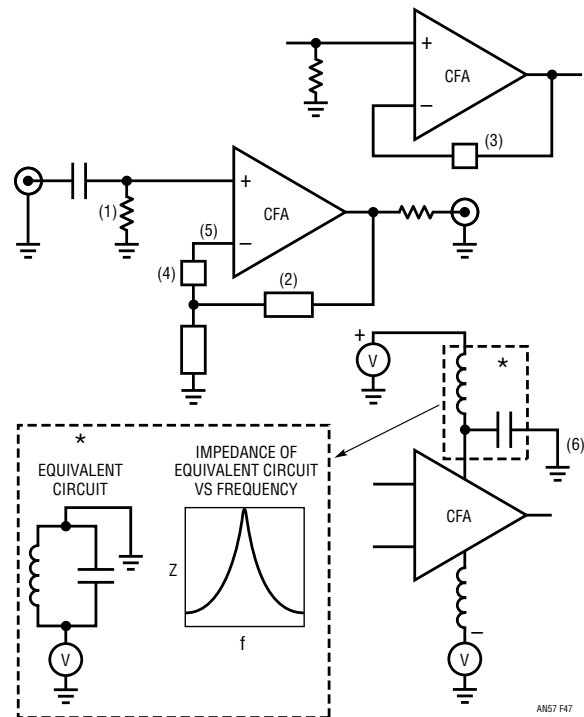 +
CFA
−
(3)
(1)
+
CFA
−
(5)
(4)
(2)
+
V
*
(6)
CFA
−
V
*
EQUIVALENT
CIRCUIT
V
IMPEDANCE OF
EQUIVALENT CIRCUIT
VS FREQUENCY
Z
f
AN57 F47